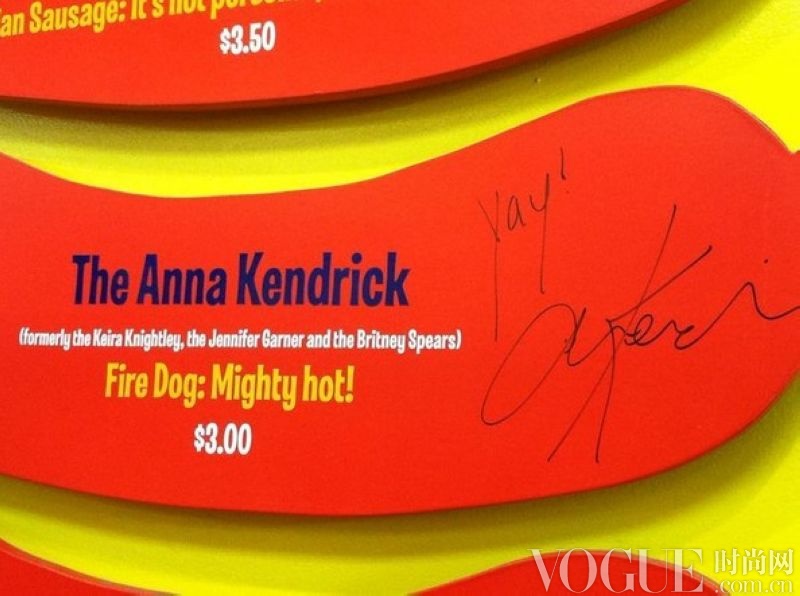 an Sausage: It's not
$3.50
The Anna Kendrick
(formerly the Keira Knightley, the Jennifer Garner and the Britney Spears)
Fire Dog: Mighty hot!
$3.00
Yay!
VOGUE 时尚网
.com.cn